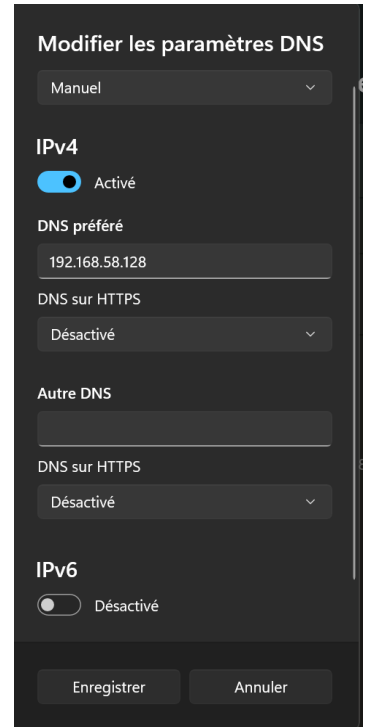 Modifier les paramètres DNS
Manuel
IPv4
Activé
DNS préféré
192.168.58.128
DNS sur HTTPS
Désactivé
Autre DNS
DNS sur HTTPS
Désactivé
IPv6
Désactivé
Enregistrer Annuler